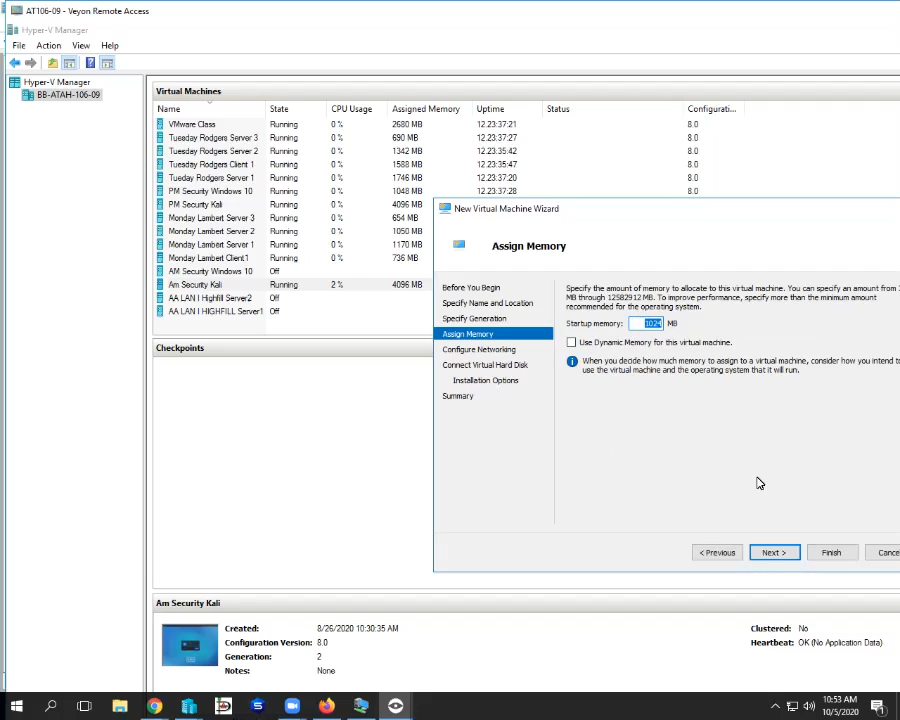 AT106-09 - Veyon Remote Access
Hyper-V Manager
File Action View Help
Hyper-V Manager
BB-ATAH-106-09
Virtual Machines
Name State CPU Usage Assigned Memory Uptime Status Configurati...
VMware Class Running 0 % 2680 MB 12.23:37:21 8.0
Tuesday Rodgers Server 3 Running 0 % 690 MB 12.23:37:27 8.0
Tuesday Rodgers Server 2 Running 0 % 1342 MB 12.23:35:42 8.0
Tuesday Rodgers Client 1 Running 0 % 1588 MB 12.23:35:47 8.0
Tueday Rodgers Server 1 Running 0 % 1746 MB 12.23:37:20 8.0
PM Security Windows 10 Running 0 % 1048 MB 12.23:37:28 8.0
PM Security Kali Running 0 % 4096 MB
Monday Lambert Server 3 Running 0 % 654 MB
Monday Lambert Server 2 Running 0 % 1050 MB
Monday Lambert Server 1 Running 0 % 1170 MB
Monday Lambert Client1 Running 0 % 736 MB
AM Security Windows 10 Off
Am Security Kali Running 2 % 4096 MB
AA LAN I Highfill Server2 Off
AA LAN I HIGHFILL Server1 Off
Checkpoints
New Virtual Machine Wizard
Assign Memory
Before You Begin
Specify Name and Location
Specify Generation
Assign Memory
Configure Networking
Connect Virtual Hard Disk
Installation Options
Summary
Specify the amount of memory to allocate to this virtual machine. You can specify an amount from
MB through 12582912 MB. To improve performance, specify more than the minimum amount
recommended for the operating system.
Startup memory: 1024 MB
Use Dynamic Memory for this virtual machine.
When you decide how much memory to assign to a virtual machine, consider how you intend to
use the virtual machine and the operating system that it will run.
< Previous Next > Finish Cance
Am Security Kali
Created: 8/26/2020 10:30:35 AM Clustered: No
Configuration Version: 8.0 Heartbeat: OK (No Application Data)
Generation: 2
Notes: None
10:53 AM
10/5/2020